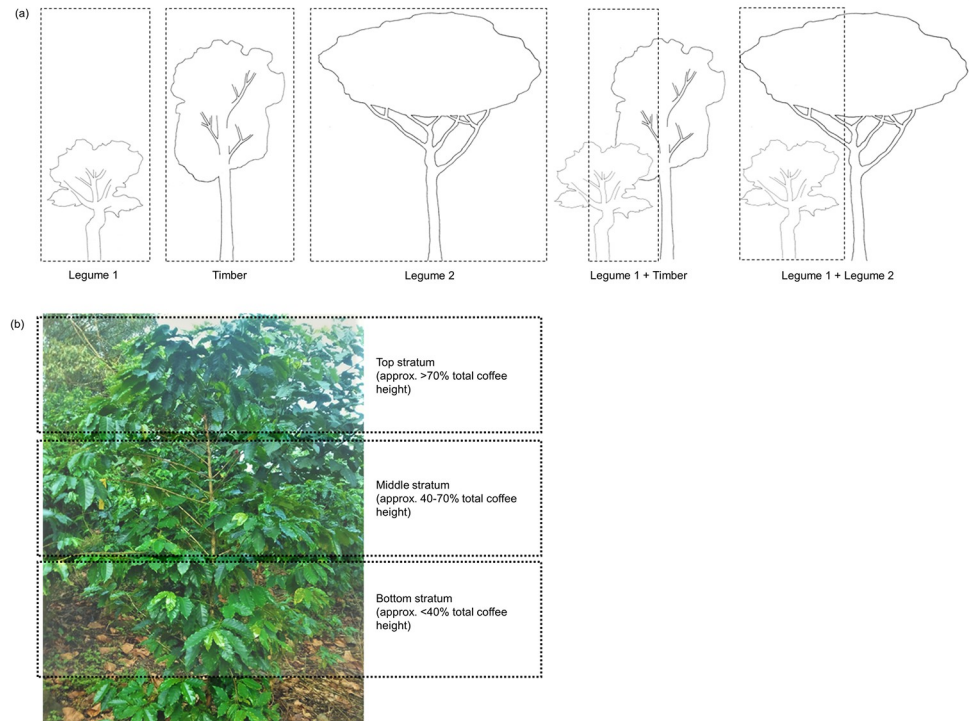 (a)
Legume 1
Timber
Legume 2
Legume 1 + Timber
Legume 1 + Legume 2
(b)
Top stratum
(approx. >70% total coffee
height)
Middle stratum
(approx. 40-70% total coffee
height)
Bottom stratum
(approx. <40% total coffee
height)